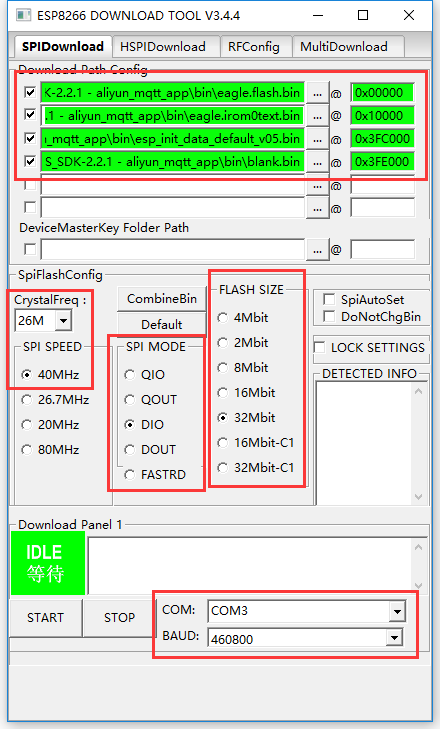 ESP8266 DOWNLOAD TOOL V3.4.4
SPIDownload HSPIDownload RFConfig MultiDownload
Download Path Config
K-2.2.1 - aliyun_mqtt_app\bin\eagle.flash.bin ... @ 0x00000
.1 - aliyun_mqtt_app\bin\eagle.irom0text.bin ... @ 0x10000
_mqtt_app\bin\esp_init_data_default_v05.bin ... @ 0x3FC000
S_SDK-2.2.1 - aliyun_mqtt_app\bin\blank.bin ... @ 0x3FE000
... @
... @
DeviceMasterKey Folder Path
... @
SpiFlashConfig
CrystalFreq :
26M
SPI SPEED
40MHz
26.7MHz
20MHz
80MHz
CombineBin
Default
SPI MODE
QIO
QOUT
DIO
DOUT
FASTRD
FLASH SIZE
4Mbit
2Mbit
8Mbit
16Mbit
32Mbit
16Mbit-C1
32Mbit-C1
SpiAutoSet
DoNotChgBin
LOCK SETTINGS
DETECTED INFO
Download Panel 1
IDLE
等待
START STOP
COM: COM3
BAUD: 460800